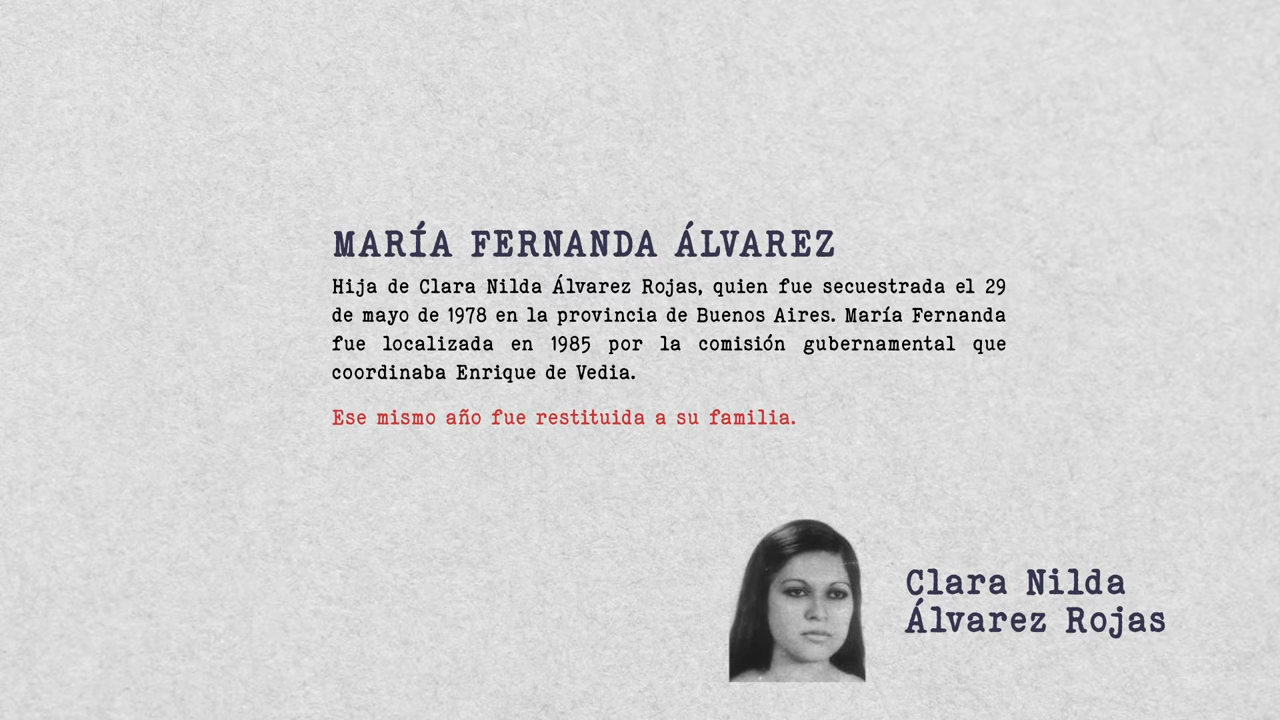 MARÍA FERNANDA ÁLVAREZ
Hija de Clara Nilda Álvarez Rojas, quien fue secuestrada el 29
de mayo de 1978 en la provincia de Buenos Aires. María Fernanda
fue localizada en 1985 por la comisión gubernamental que
coordinaba Enrique de Vedia.
Ese mismo año fue restituida a su familia.
Clara Nilda
Álvarez Rojas